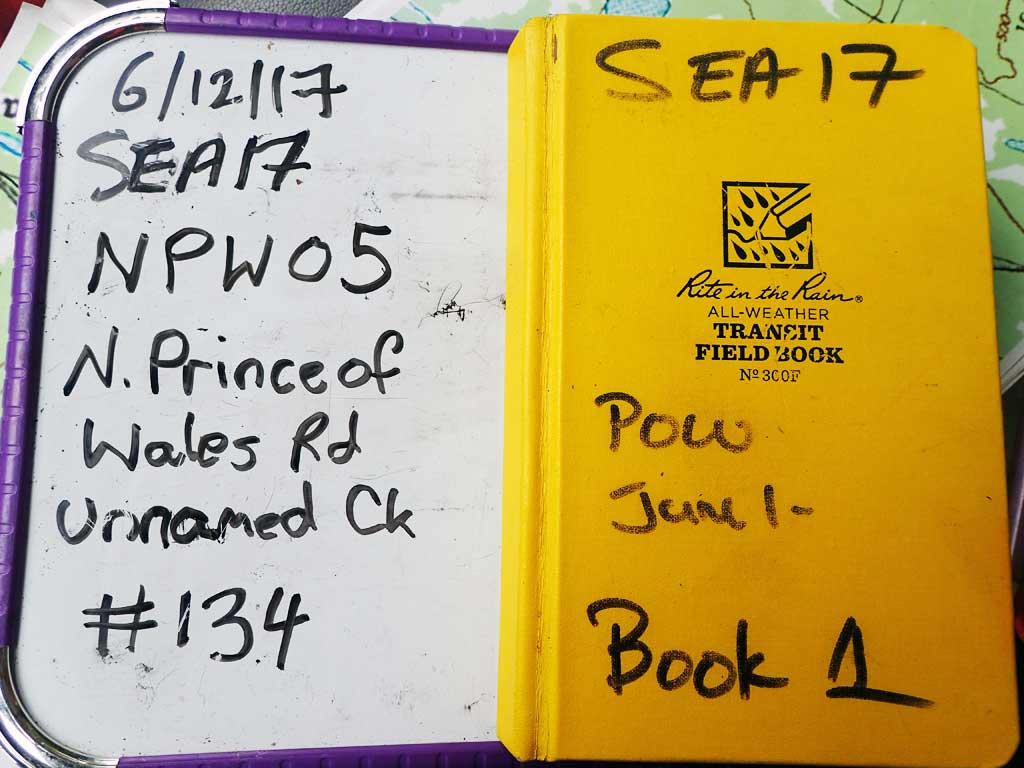 6/12/17
SEA17
NPW05
N. Prince of
Wales Rd
Unnamed Ck
#134
SEA17
Rite in the Rain®
ALL-WEATHER
TRANSIT
FIELD BOOK
Nº 300F
POW
June 1-
Book 1